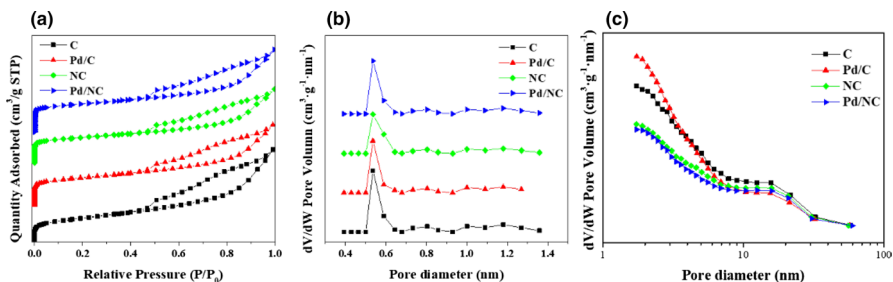 (a)
C
Pd/C
NC
Pd/NC
Quantity Adsorbed (cm³/g STP)
0.0 0.2 0.4 0.6 0.8 1.0
Relative Pressure (P/P₀)
(b)
C
Pd/C
NC
Pd/NC
dV/dW Pore Volumn (cm³·g⁻¹·nm⁻¹)
0.4 0.6 0.8 1.0 1.2 1.4
Pore diameter (nm)
(c)
C
Pd/C
NC
Pd/NC
dV/dW Pore Volume (cm³·g⁻¹·nm⁻¹)
1 10 100
Pore diameter (nm)